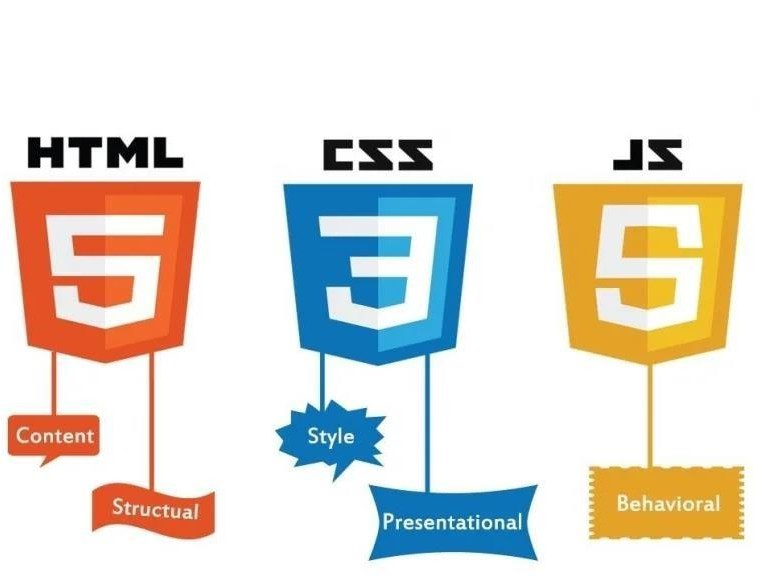 HTML
CSS
JS
5
3
5
Content
Style
Structual
Presentational
Behavioral